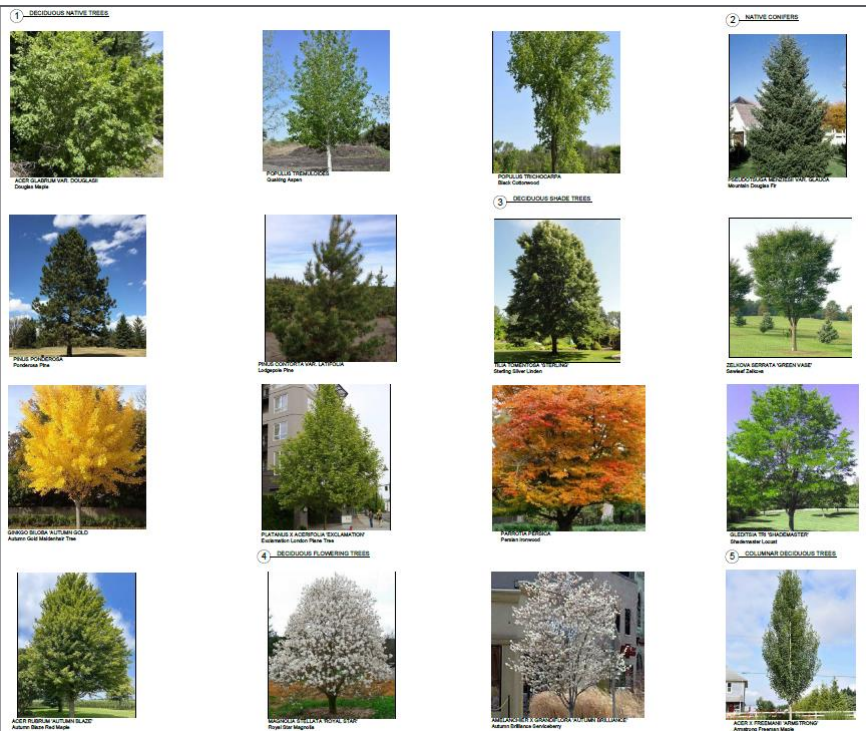 1 DECIDUOUS NATIVE TREES
2 NATIVE CONIFERS
ACER GLABRUM VAR. DOUGLASII
Douglas Maple
POPULUS TREMULOIDES
Quaking Aspen
POPULUS TRICHOCARPA
Black Cottonwood
PSEUDOTSUGA MENZIESII VAR. GLAUCA
Mountain Douglas Fir
3 DECIDUOUS SHADE TREES
PINUS PONDEROSA
Ponderosa Pine
PINUS CONTORTA VAR. LATIFOLIA
Lodgepole Pine
TILIA TOMENTOSA 'STERLING'
Sterling Silver Linden
ZELKOVA SERRATA 'GREEN VASE'
Sawleaf Zelkova
GINKGO BILOBA 'AUTUMN GOLD
Autumn Gold Maidenhair Tree
PLATANUS X ACERIFOLIA 'EXCLAMATION'
Exclamation London Plane Tree
PARROTIA PERSICA
Persian Ironwood
GLEDITSIA TRI 'SHADEMASTER'
Shademaster Locust
4 DECIDUOUS FLOWERING TREES
5 COLUMNAR DECIDUOUS TREES
ACER RUBRUM 'AUTUMN BLAZE'
Autumn Blaze Red Maple
MAGNOLIA STELLATA 'ROYAL STAR'
Royal Star Magnolia
AMELANCHIER X GRANDIFLORA 'AUTUMN BRILLIANCE'
Autumn Brilliance Serviceberry
ACER X FREEMANII 'ARMSTRONG'
Armstrong Freeman Maple